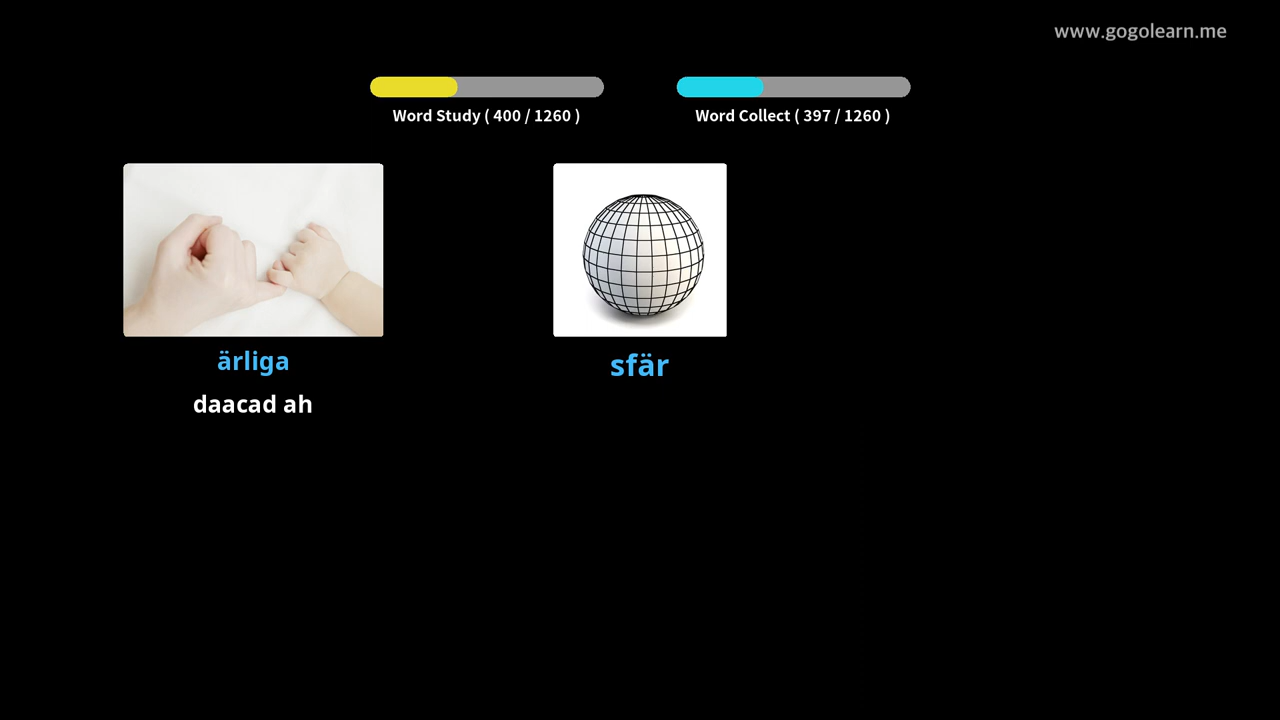 www.gogolearn.me
Word Study ( 400 / 1260 )
Word Collect ( 397 / 1260 )
ärliga
daacad ah
sfär